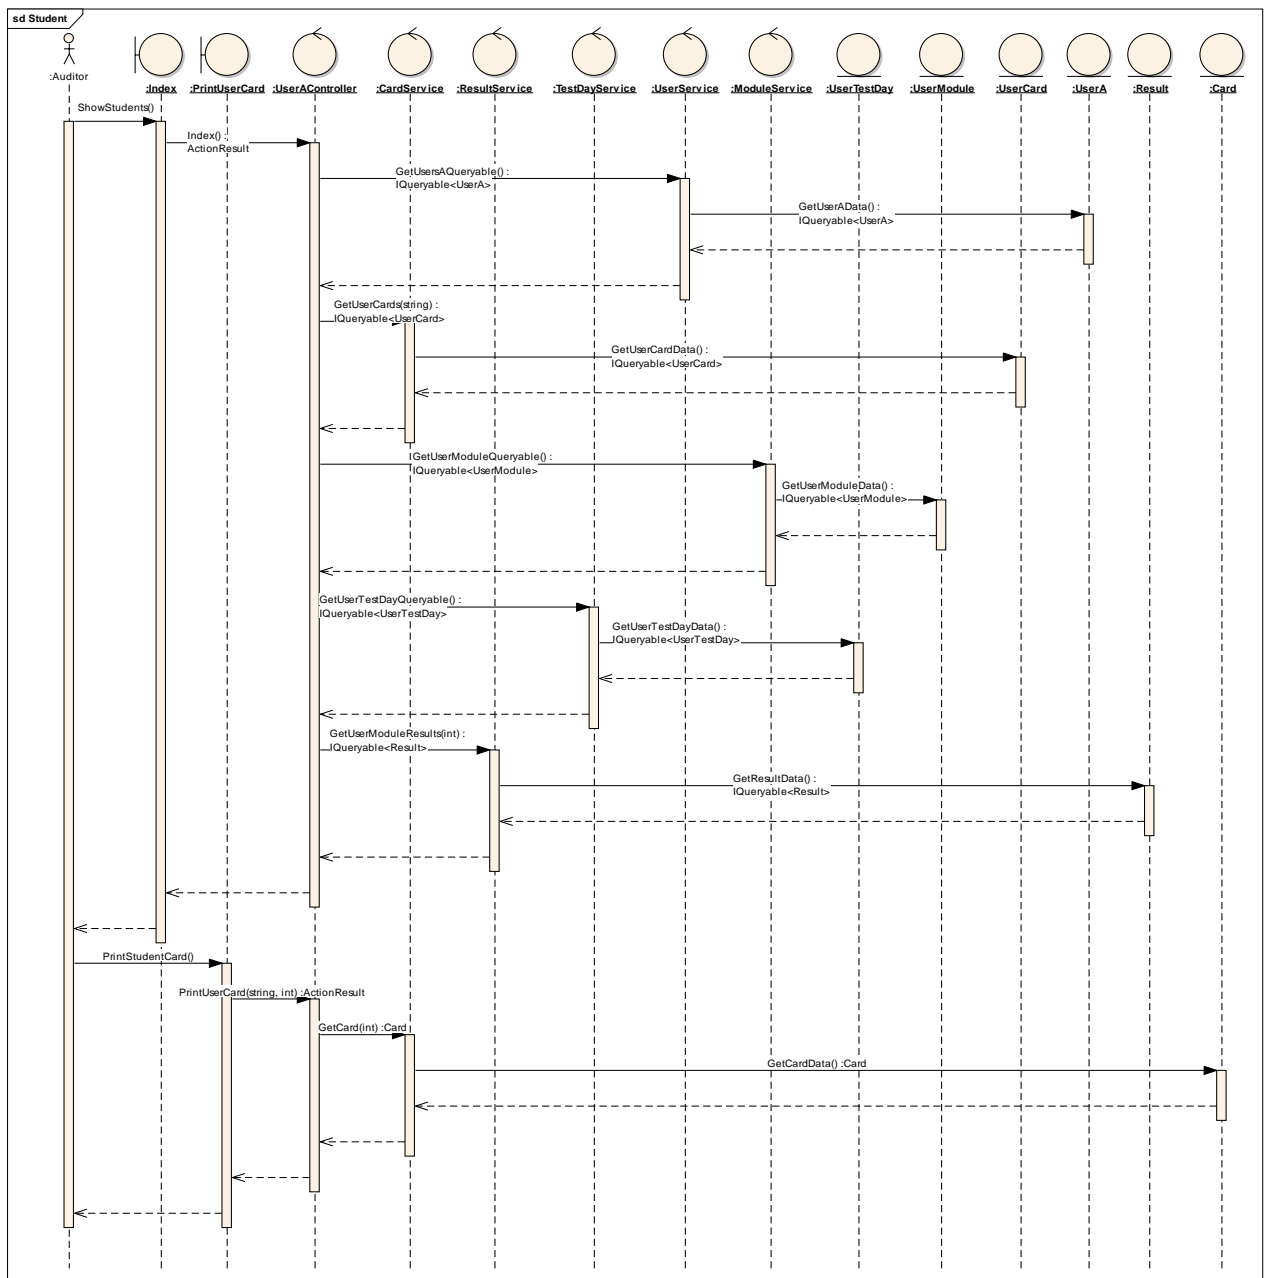 sd Student
:Auditor
:Index
:PrintUserCard
:UserAController
:CardService
:ResultService
:TestDayService
:UserService
:ModuleService
:UserTestDay
:UserModule
:UserCard
:UserA
:Result
:Card
ShowStudents()
Index() :
ActionResult
GetUsersAQueryable() :
IQueryable<UserA>
GetUserAData() :
IQueryable<UserA>
GetUserCards(string) :
IQueryable<UserCard>
GetUserCardData() :
IQueryable<UserCard>
GetUserModuleQueryable() :
IQueryable<UserModule>
GetUserModuleData() :
IQueryable<UserModule>
GetUserTestDayQueryable() :
IQueryable<UserTestDay>
GetUserTestDayData() :
IQueryable<UserTestDay>
GetUserModuleResults(int) :
IQueryable<Result>
GetResultData() :
IQueryable<Result>
PrintStudentCard()
PrintUserCard(string, int) :ActionResult
GetCard(int) :Card
GetCardData() :Card